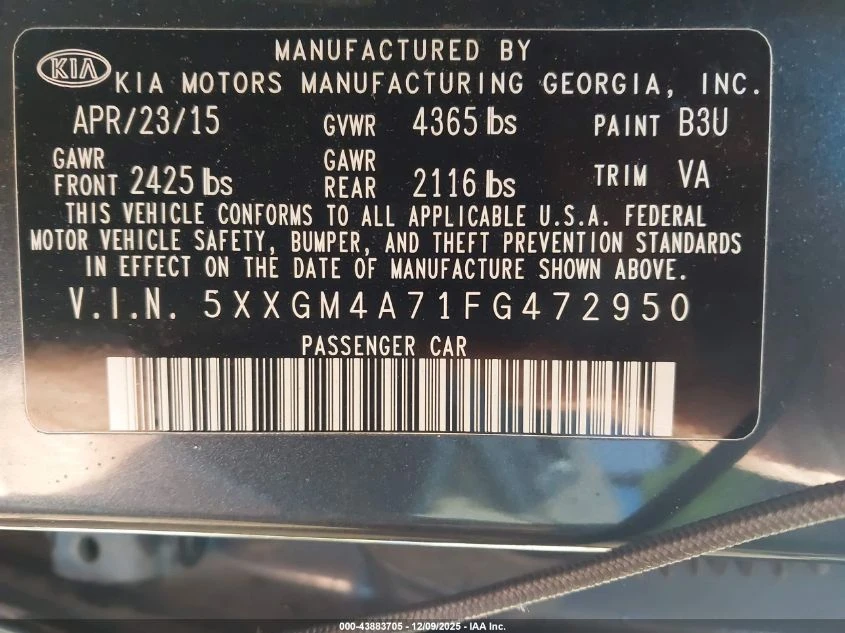 MANUFACTURED BY
KIA KIA MOTORS MANUFACTURING GEORGIA, INC.
APR/23/15 GVWR 4365 lbs PAINT B3U
GAWR FRONT 2425 lbs GAWR REAR 2116 lbs TRIM VA
THIS VEHICLE CONFORMS TO ALL APPLICABLE U.S.A. FEDERAL
MOTOR VEHICLE SAFETY, BUMPER, AND THEFT PREVENTION STANDARDS
IN EFFECT ON THE DATE OF MANUFACTURE SHOWN ABOVE.
V.I.N. 5XXGM4A71FG472950
PASSENGER CAR
000-43883705 - 12/09/2025 - IAA Inc.